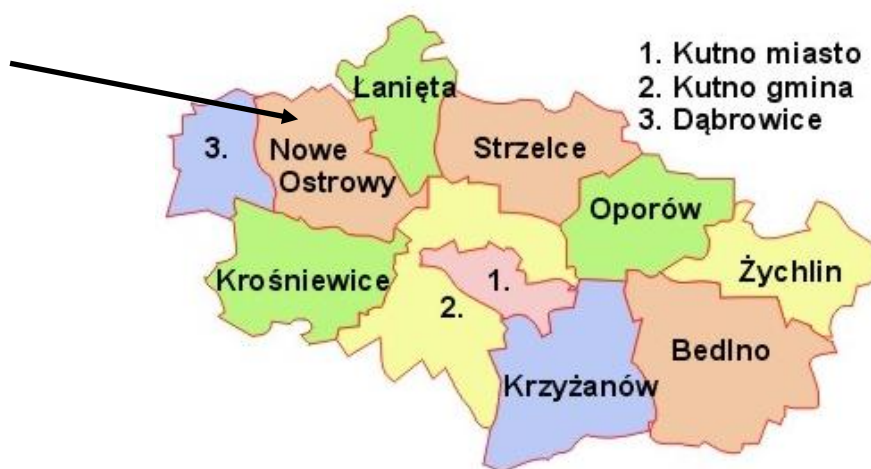 1. Kutno miasto
2. Kutno gmina
3. Dąbrowice
Łanięta
3.
Nowe
Ostrowy
Strzelce
Oporów
Żychlin
Krośniewice
1.
2.
Bedlno
Krzyżanów